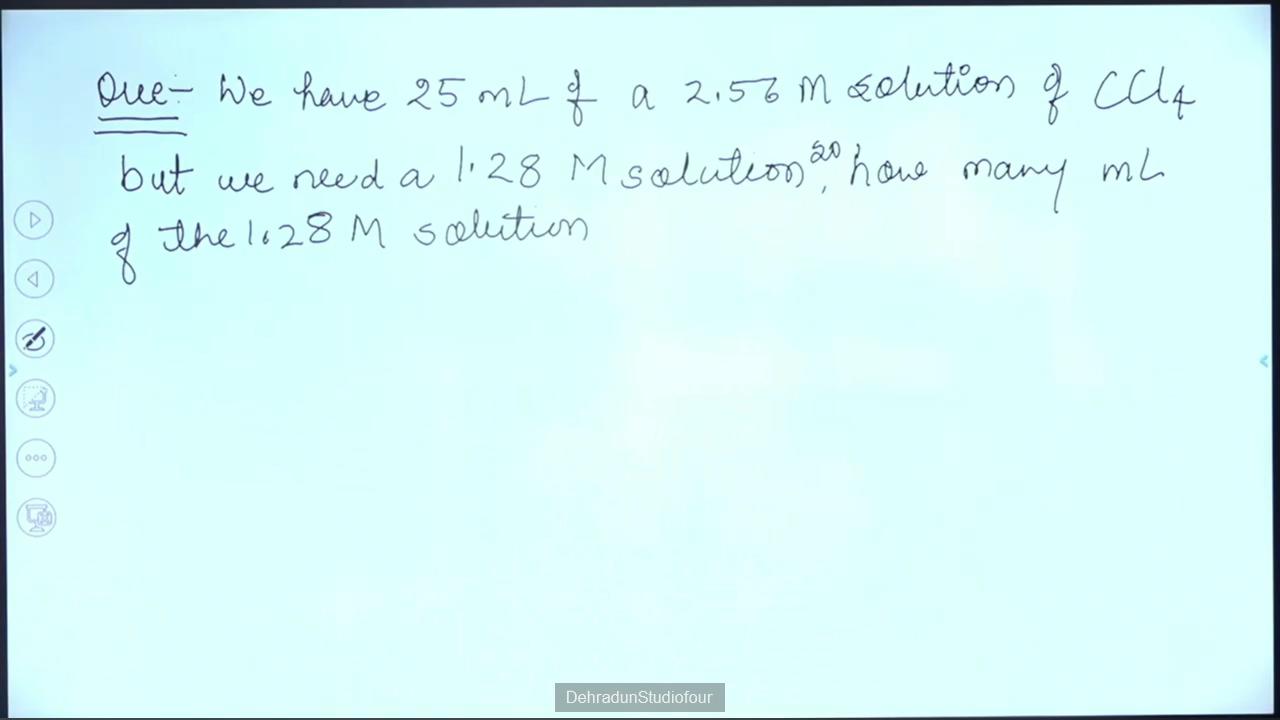 Que:- We have 25 mL of a 2.56 M solution of CCl4
but we need a 1.28 M solution so, how many mL
of the 1.28 M solution
DehradunStudiofour